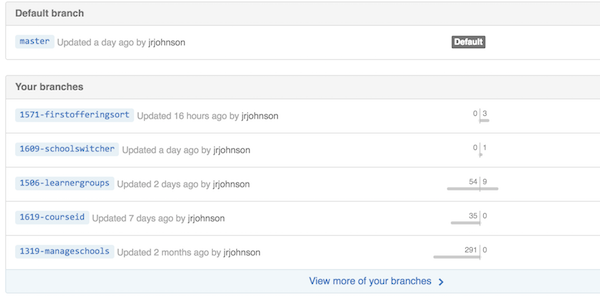 Default branch
master Updated a day ago by jrjohnson Default
Your branches
1571-firstofferingsort Updated 16 hours ago by jrjohnson 0 3
1609-schoolswitcher Updated a day ago by jrjohnson 0 1
1506-learnergroups Updated 2 days ago by jrjohnson 54 9
1619-courseid Updated 7 days ago by jrjohnson 35 0
1319-manageschools Updated 2 months ago by jrjohnson 291 0
View more of your branches